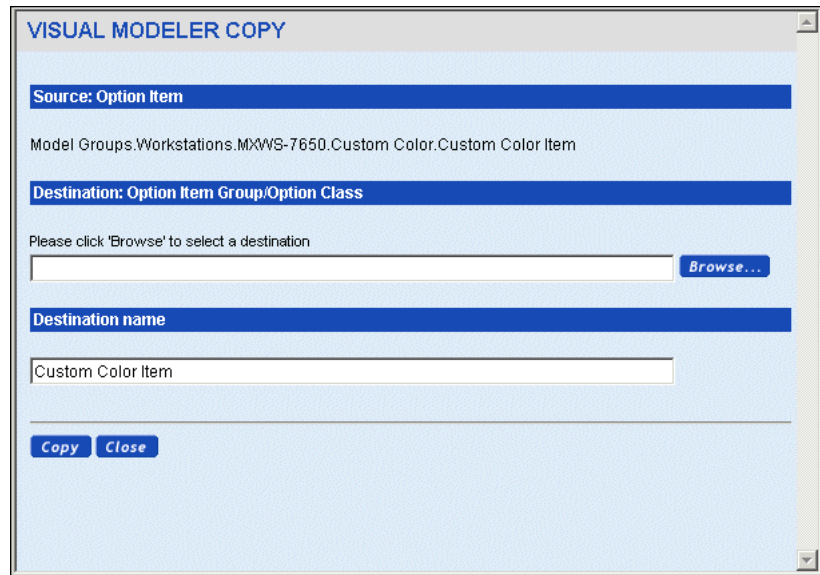 VISUAL MODELER COPY
Source: Option Item
Model Groups.Workstations.MXWS-7650.Custom Color.Custom Color Item
Destination: Option Item Group/Option Class
Please click 'Browse' to select a destination
Browse...
Destination name
Custom Color Item
Copy Close